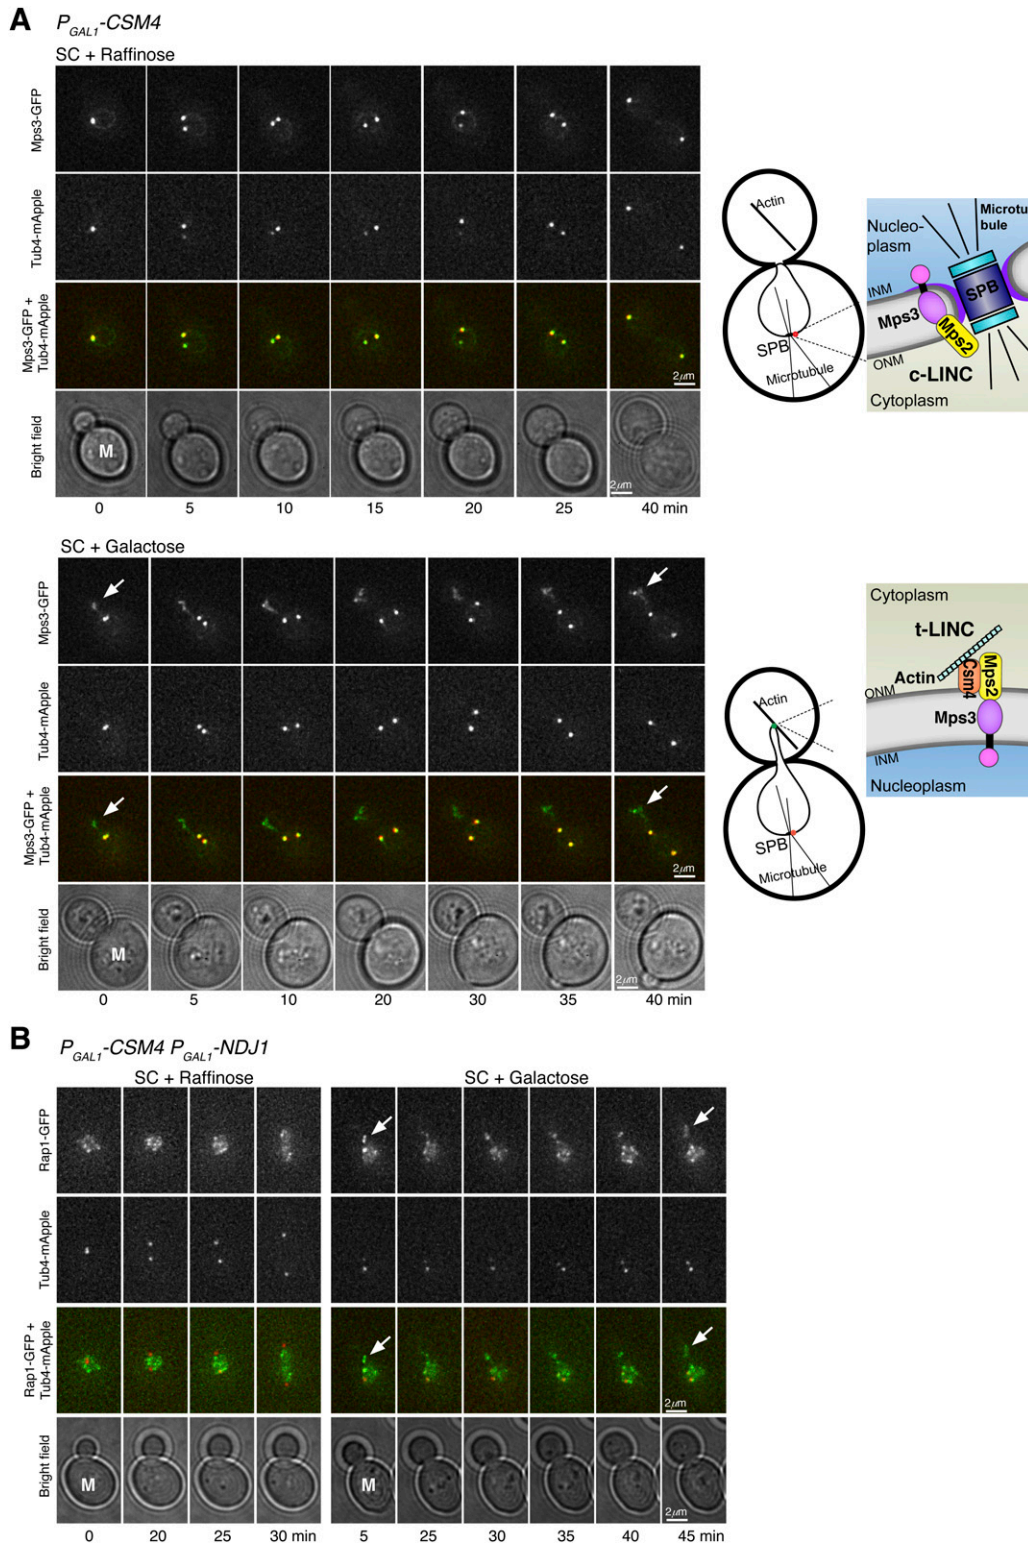 A
P_GAL1-CSM4
SC + Raffinose
Mps3-GFP
Tub4-mApple
Mps3-GFP +
Tub4-mApple
2μm
Bright field
M
2μm
0 5 10 15 20 25 40 min
Actin
SPB
Microtubule
Nucleo-
plasm
Microtu
bule
INM
SPB
Mps3
Mps2
ONM
c-LINC
Cytoplasm
SC + Galactose
Mps3-GFP
Tub4-mApple
Mps3-GFP +
Tub4-mApple
2μm
Bright field
M
2μm
0 5 10 20 30 35 40 min
Actin
SPB
Microtubule
Cytoplasm
t-LINC
Actin
Csm4
Mps2
ONM
Mps3
INM
Nucleoplasm
B
P_GAL1-CSM4 P_GAL1-NDJ1
SC + Raffinose SC + Galactose
Rap1-GFP
Tub4-mApple
Rap1-GFP +
Tub4-mApple
2μm
Bright field
M
M
2μm
0 20 25 30 min 5 25 30 35 40 45 min